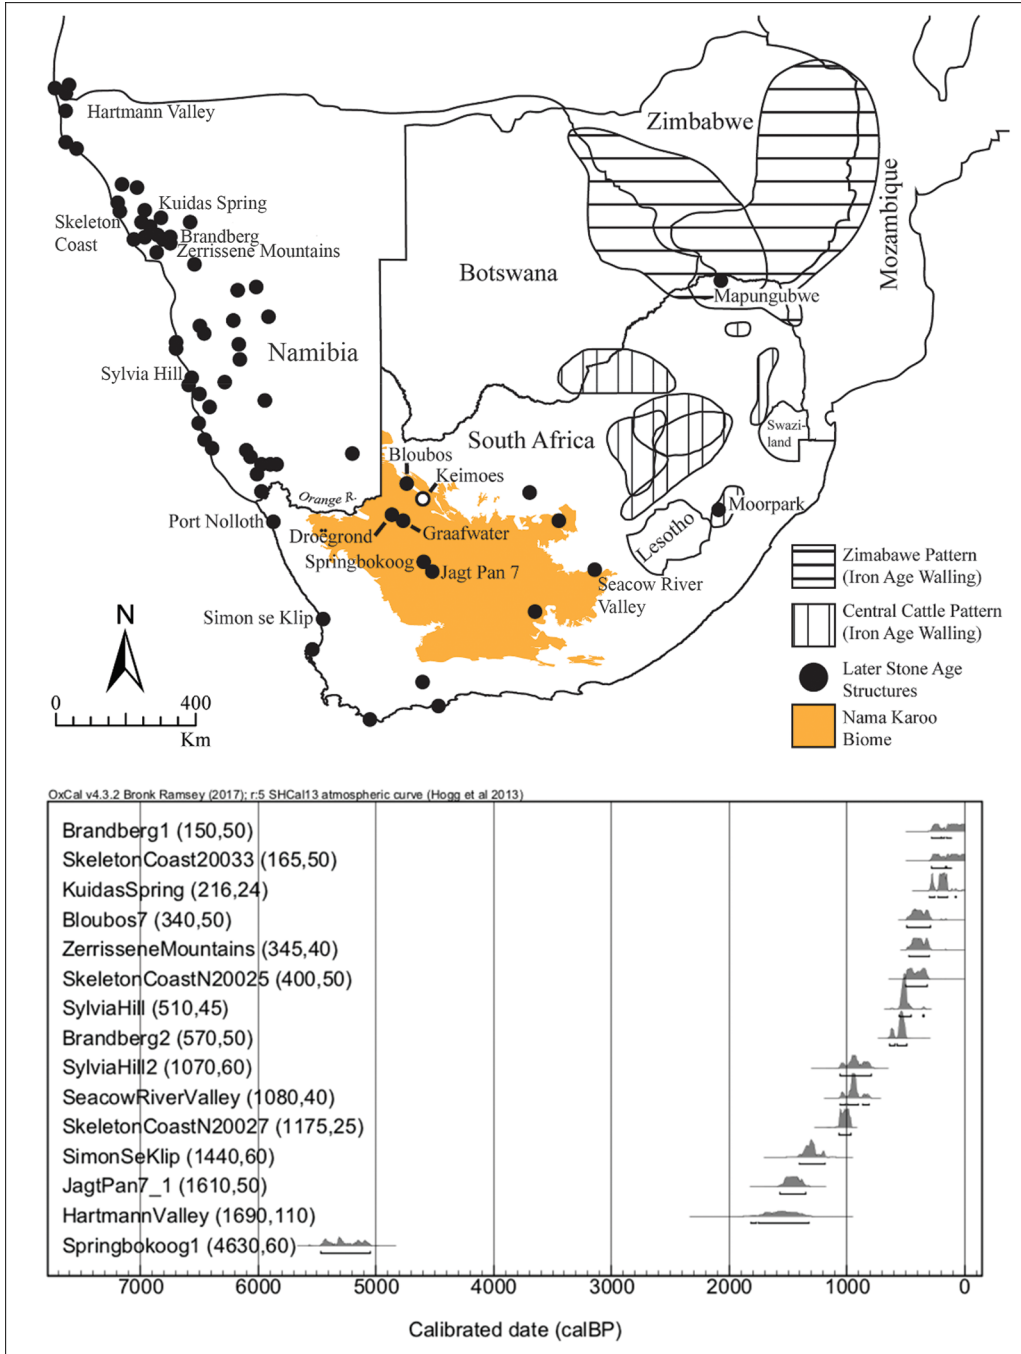 Zimbabwe
Hartmann Valley
Mozambique
Kuidas Spring
Skeleton
Coast
Brandberg
Zerrissene Mountains
Botswana
Mapungubwe
Namibia
Sylvia Hill
South Africa
Swazi-
land
Bloubos
Keimoes
Orange R.
Port Nolloth
Moorpark
Droëgrond
Graafwater
Lesotho
Springbokoog
Jagt Pan 7
Seacow River
Valley
Simon se Klip
N
0 400
Km
Zimabawe Pattern
(Iron Age Walling)
Central Cattle Pattern
(Iron Age Walling)
Later Stone Age
Structures
Nama Karoo
Biome
OxCal v4.3.2 Bronk Ramsey (2017); r:5 SHCal13 atmospheric curve (Hogg et al 2013)
Brandberg1 (150,50)
SkeletonCoast20033 (165,50)
KuidasSpring (216,24)
Bloubos7 (340,50)
ZerrisseneMountains (345,40)
SkeletonCoastN20025 (400,50)
SylviaHill (510,45)
Brandberg2 (570,50)
SylviaHill2 (1070,60)
SeacowRiverValley (1080,40)
SkeletonCoastN20027 (1175,25)
SimonSeKlip (1440,60)
JagtPan7_1 (1610,50)
HartmannValley (1690,110)
Springbokoog1 (4630,60)
7000 6000 5000 4000 3000 2000 1000 0
Calibrated date (calBP)